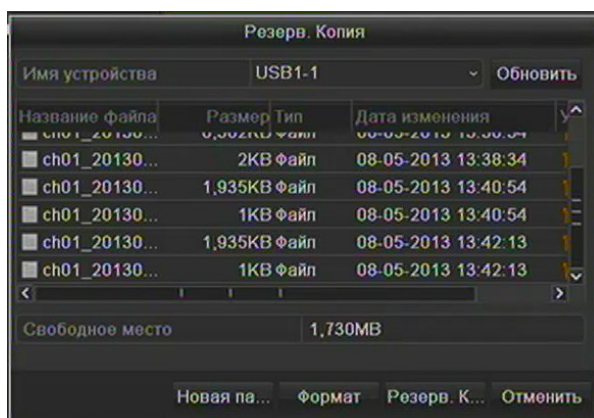 Резерв. Копия
Имя устройства USB1-1 Обновить
Название файла Размер Тип Дата изменения У
ch01_20130... Файл
ch01_20130... 2KB Файл 08-05-2013 13:38:34
ch01_20130... 1,935KB Файл 08-05-2013 13:40:54
ch01_20130... 1KB Файл 08-05-2013 13:40:54
ch01_20130... 1,935KB Файл 08-05-2013 13:42:13
ch01_20130... 1KB Файл 08-05-2013 13:42:13
Свободное место 1,730MB
Новая па... Формат Резерв. К... Отменить